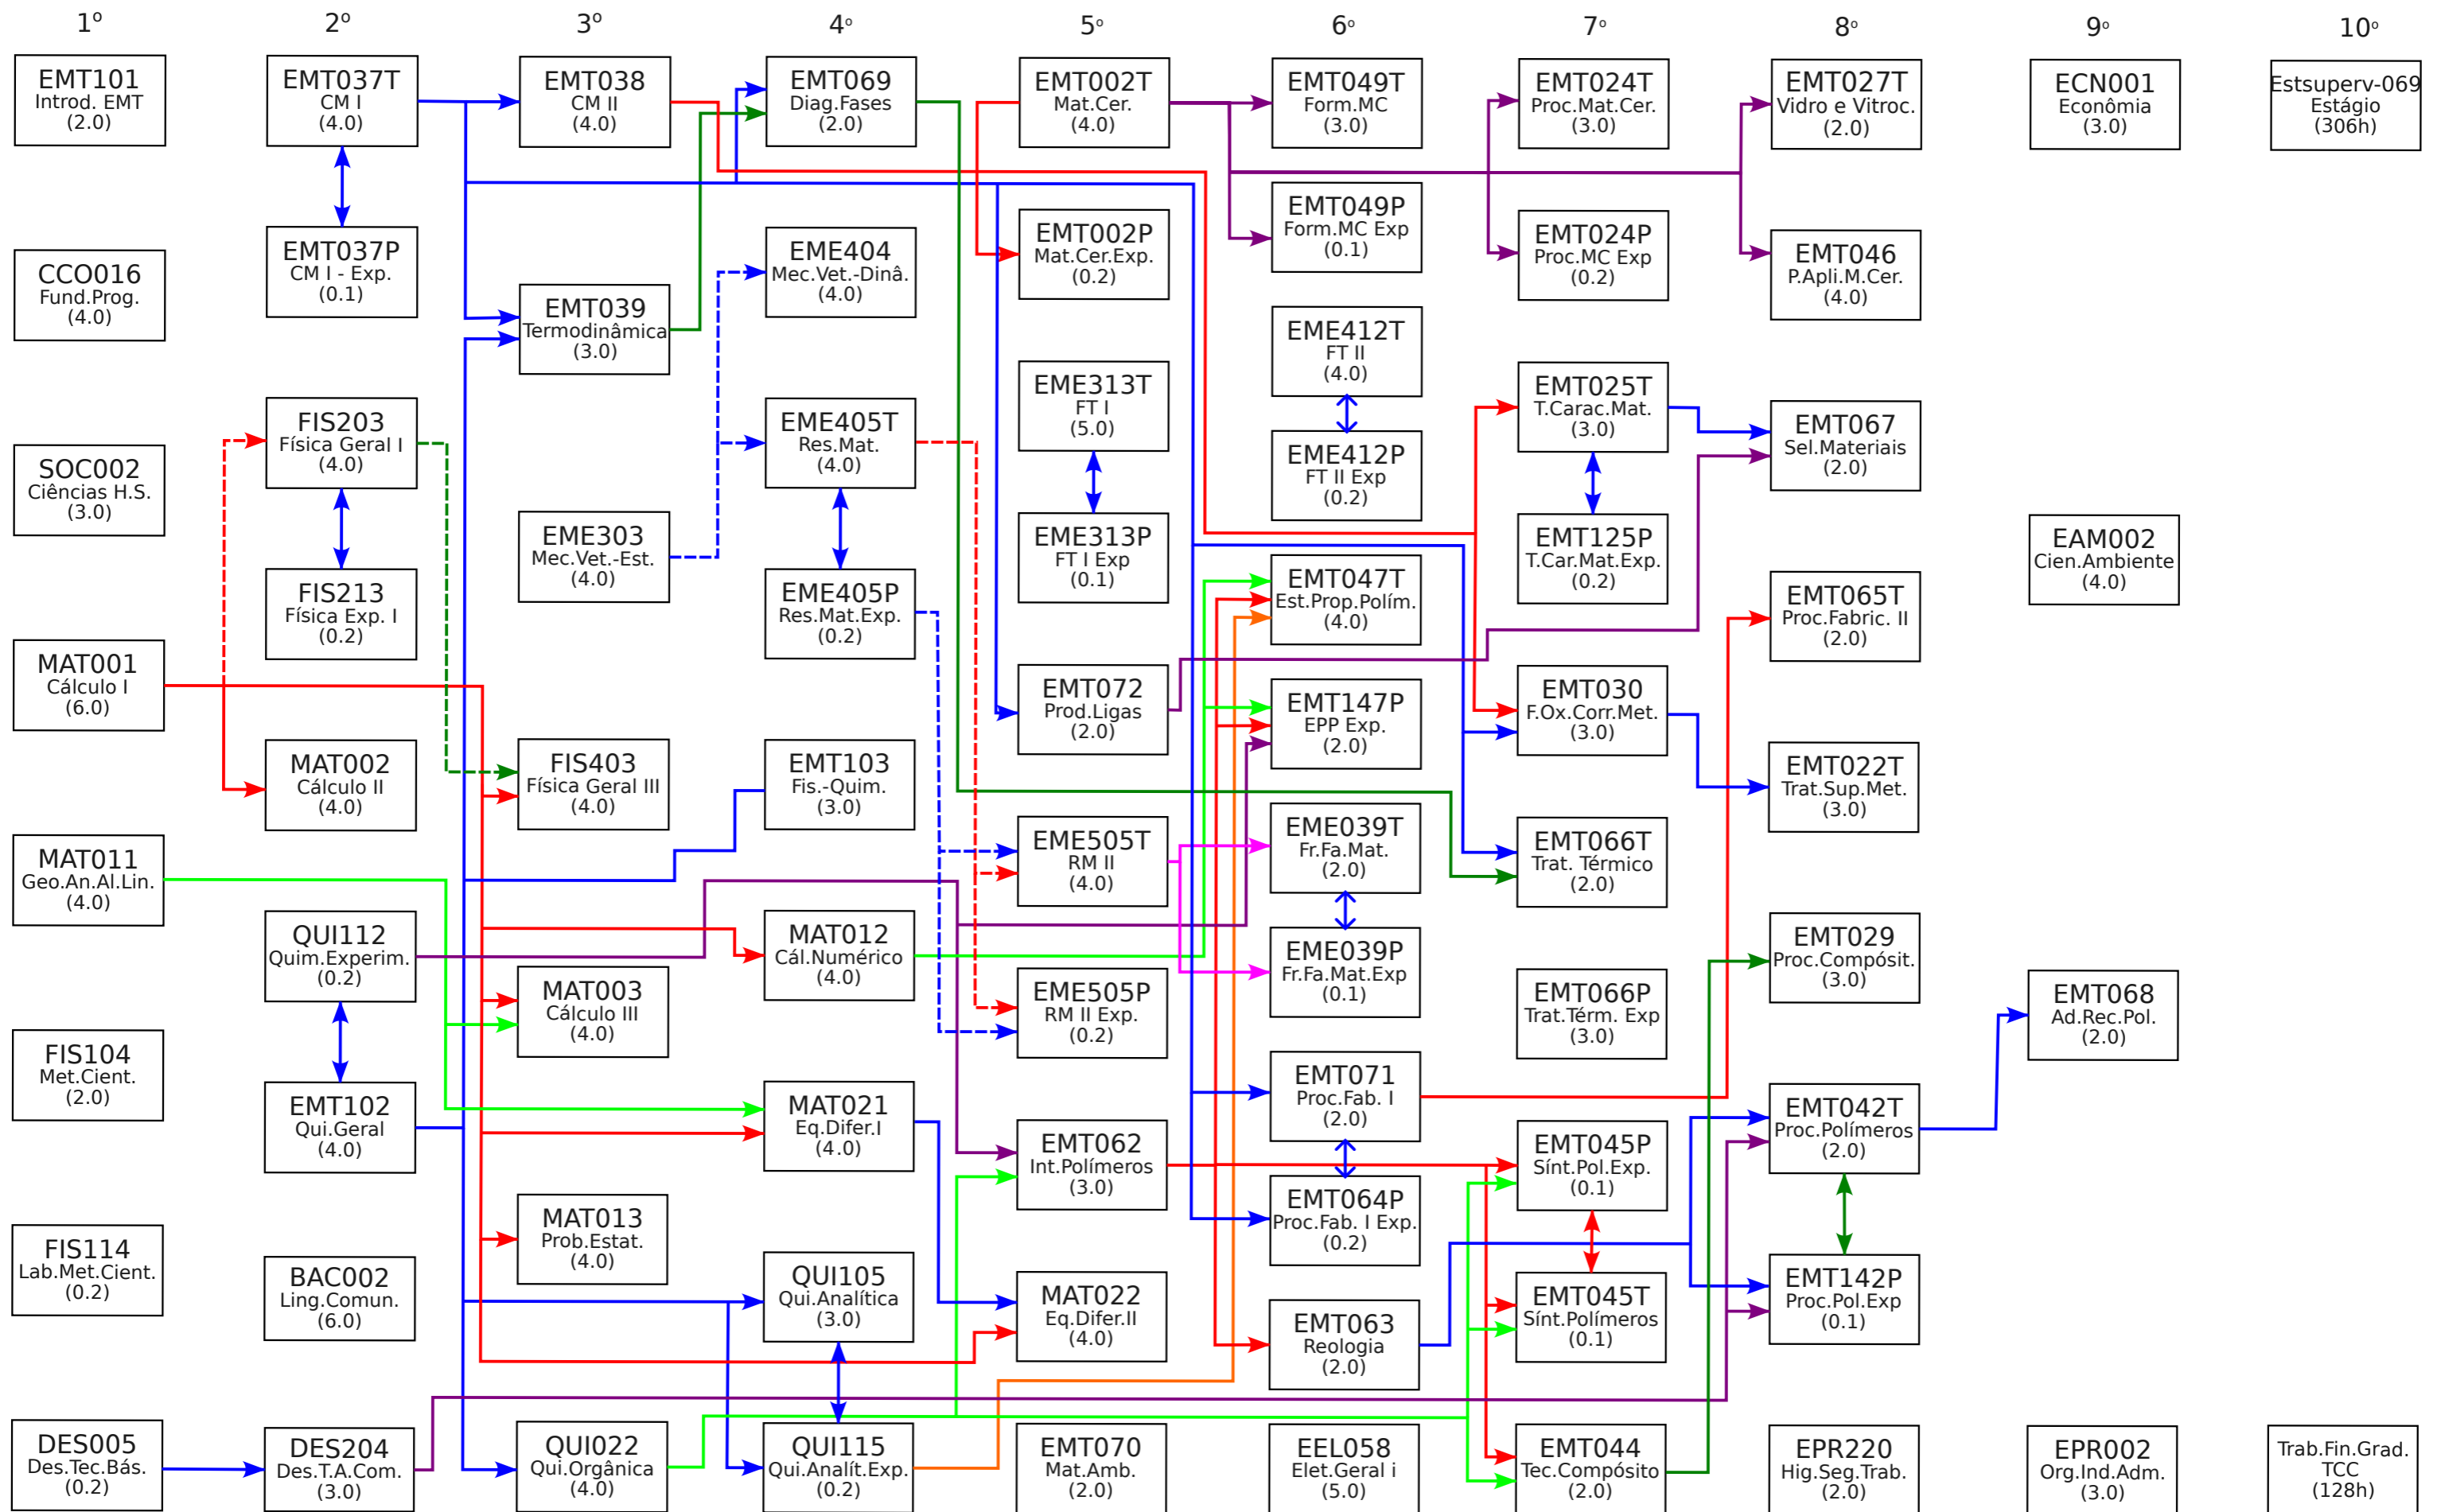 1º
2º
3º
4º
5º
6º
7º
8º
9º
10º
EMT101
Introd. EMT
(2.0)
CCO016
Fund.Prog.
(4.0)
SOC002
Ciências H.S.
(3.0)
MAT001
Cálculo I
(6.0)
MAT011
Geo.An.Al.Lin.
(4.0)
FIS104
Met.Cient.
(2.0)
FIS114
Lab.Met.Cient.
(0.2)
DES005
Des.Tec.Bás.
(0.2)
EMT037T
CM I
(4.0)
EMT037P
CM I - Exp.
(0.1)
FIS203
Física Geral I
(4.0)
FIS213
Física Exp. I
(0.2)
MAT002
Cálculo II
(4.0)
QUI112
Quim.Experim.
(0.2)
EMT102
Qui.Geral
(4.0)
BAC002
Ling.Comun.
(6.0)
DES204
Des.T.A.Com.
(3.0)
EMT038
CM II
(4.0)
EMT039
Termodinâmica
(3.0)
EME303
Mec.Vet.-Est.
(4.0)
FIS403
Física Geral III
(4.0)
MAT003
Cálculo III
(4.0)
MAT013
Prob.Estat.
(4.0)
QUI022
Qui.Orgânica
(4.0)
EMT069
Diag.Fases
(2.0)
EME404
Mec.Vet.-Dinâ.
(4.0)
EME405T
Res.Mat.
(4.0)
EME405P
Res.Mat.Exp.
(0.2)
EMT103
Fis.-Quim.
(3.0)
MAT012
Cál.Numérico
(4.0)
MAT021
Eq.Difer.I
(4.0)
QUI105
Qui.Analítica
(3.0)
QUI115
Qui.Analít.Exp.
(0.2)
EMT002T
Mat.Cer.
(4.0)
EMT002P
Mat.Cer.Exp.
(0.2)
EME313T
FT I
(5.0)
EME313P
FT I Exp
(0.1)
EMT072
Prod.Ligas
(2.0)
EME505T
RM II
(4.0)
EME505P
RM II Exp.
(0.2)
EMT062
Int.Polímeros
(3.0)
MAT022
Eq.Difer.II
(4.0)
EMT070
Mat.Amb.
(2.0)
EMT049T
Form.MC
(3.0)
EMT049P
Form.MC Exp
(0.1)
EME412T
FT II
(4.0)
EME412P
FT II Exp
(0.2)
EMT047T
Est.Prop.Polím.
(4.0)
EMT147P
EPP Exp.
(2.0)
EME039T
Fr.Fa.Mat.
(2.0)
EME039P
Fr.Fa.Mat.Exp
(0.1)
EMT071
Proc.Fab. I
(2.0)
EMT064P
Proc.Fab. I Exp.
(0.2)
EMT063
Reologia
(2.0)
EEL058
Elet.Geral i
(5.0)
EMT024T
Proc.Mat.Cer.
(3.0)
EMT024P
Proc.MC Exp
(0.2)
EMT025T
T.Carac.Mat.
(3.0)
EMT125P
T.Car.Mat.Exp.
(0.2)
EMT030
F.Ox.Corr.Met.
(3.0)
EMT066T
Trat. Térmico
(2.0)
EMT066P
Trat.Térm. Exp
(3.0)
EMT045P
Sínt.Pol.Exp.
(0.1)
EMT045T
Sínt.Polímeros
(0.1)
EMT044
Tec.Compósito
(2.0)
EMT027T
Vidro e Vitroc.
(2.0)
EMT046
P.Apli.M.Cer.
(4.0)
EMT067
Sel.Materiais
(2.0)
EMT065T
Proc.Fabric. II
(2.0)
EMT022T
Trat.Sup.Met.
(3.0)
EMT029
Proc.Compósit.
(3.0)
EMT042T
Proc.Polímeros
(2.0)
EMT142P
Proc.Pol.Exp
(0.1)
EPR220
Hig.Seg.Trab.
(2.0)
ECN001
Econômia
(3.0)
EAM002
Cien.Ambiente
(4.0)
EMT068
Ad.Rec.Pol.
(2.0)
EPR002
Org.Ind.Adm.
(3.0)
Estsuperv-069
Estágio
(306h)
Trab.Fin.Grad.
TCC
(128h)